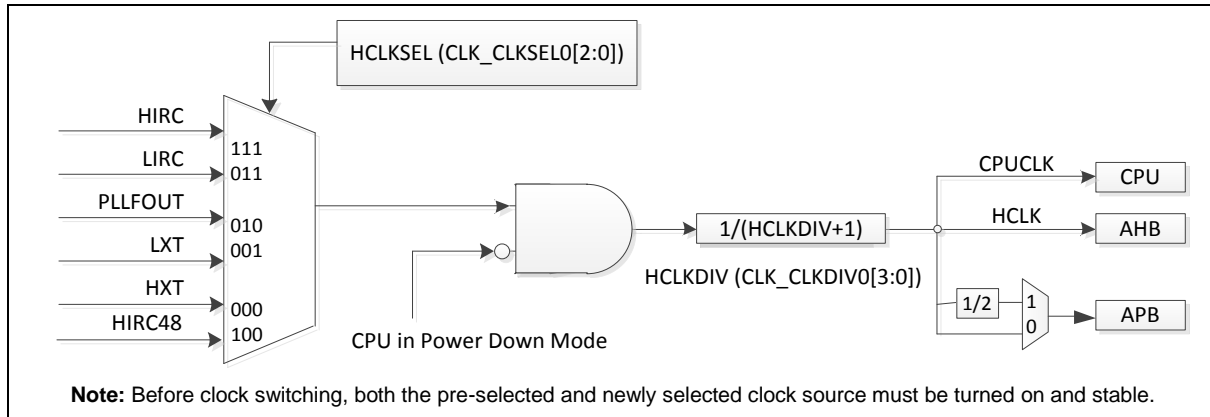 HCLKSEL (CLK_CLKSEL0[2:0])
HIRC
111
LIRC
011
PLLFOUT
010
LXT
001
HXT
000
HIRC48
100
CPU in Power Down Mode
1/(HCLKDIV+1)
HCLKDIV (CLK_CLKDIV0[3:0])
CPUCLK
CPU
HCLK
AHB
1/2
1
0
APB
Note: Before clock switching, both the pre-selected and newly selected clock source must be turned on and stable.